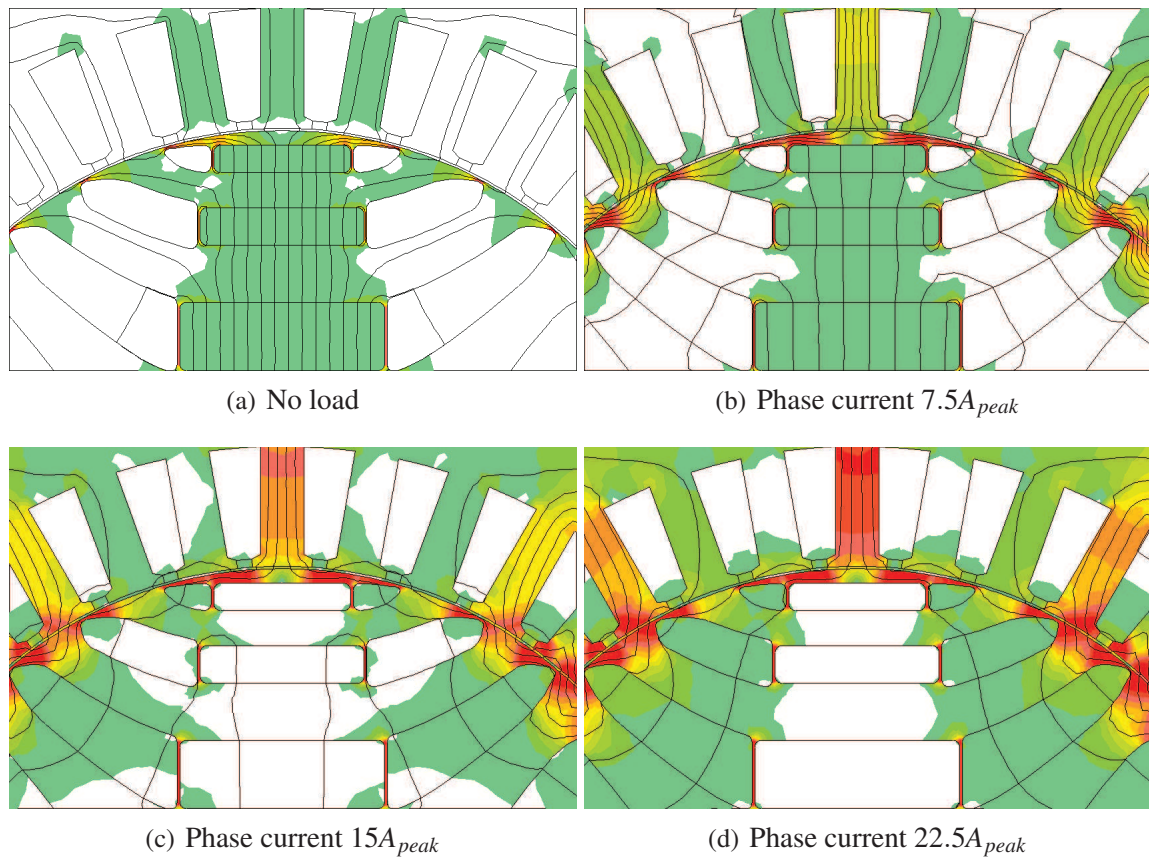 (a) No load
(b) Phase current 7.5A_peak
(c) Phase current 15A_peak
(d) Phase current 22.5A_peak